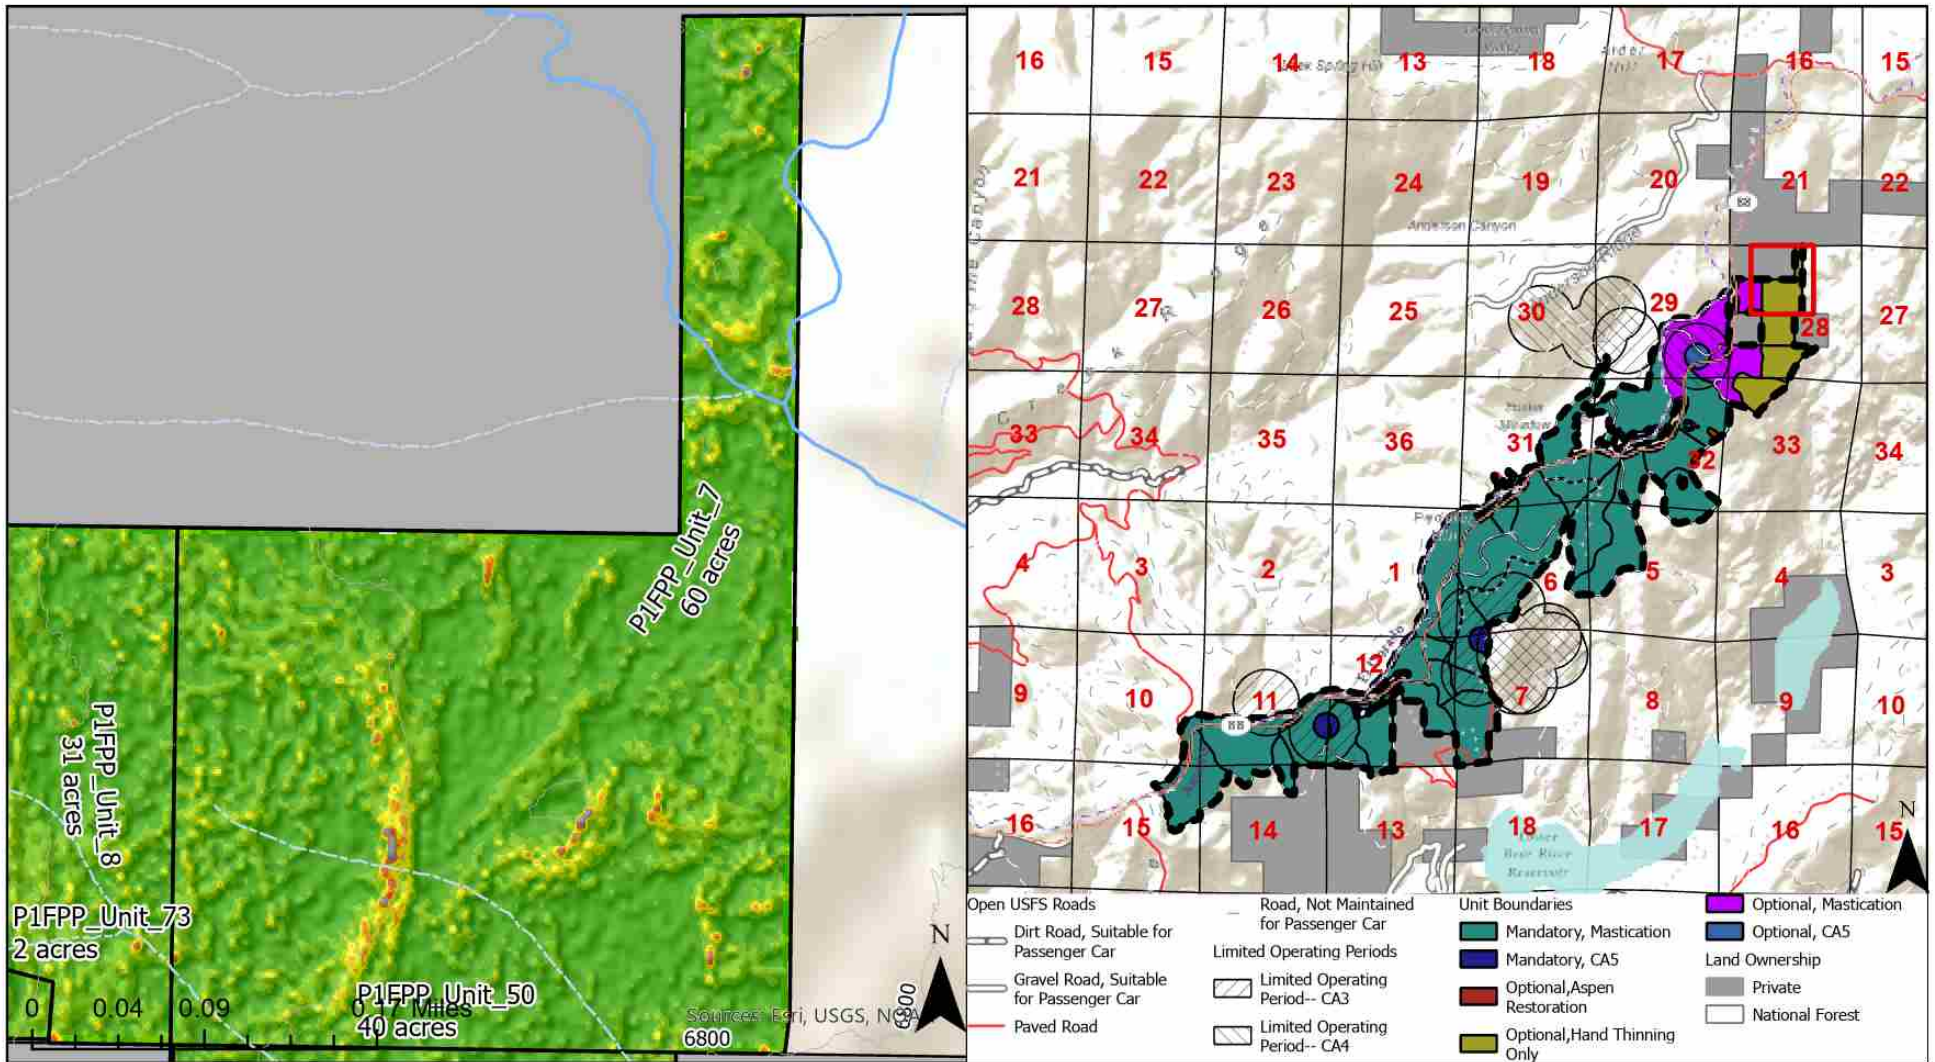 P1FPP_Unit_7
60 acres
P1FPP_Unit_8
31 acres
P1FPP_Unit_73
2 acres
P1FPP_Unit_50
40 acres
0 0.04 0.09 0.17 Miles
Sources: Esri, USGS,
6800
6800
N
16 15 14 13 18 17 16 15
21 22 23 24 19 20 21 22
88
Anderson Canyon
Anderson Ridge
28 27 26 25 30 29 28 27
33 34 35 36 31 32 33 34
4 3 2 1 6 5 4 3
9 10 11 12 7 8 9 10
88
16 15 14 13 18 17 16 15
Bear River
Reservoir
N
Open USFS Roads
Dirt Road, Suitable for
Passenger Car
Gravel Road, Suitable
for Passenger Car
Paved Road
Road, Not Maintained
for Passenger Car
Limited Operating Periods
Limited Operating
Period-- CA3
Limited Operating
Period-- CA4
Unit Boundaries
Mandatory, Mastication
Mandatory, CA5
Optional,Aspen
Restoration
Optional,Hand Thinning
Only
Optional, Mastication
Optional, CA5
Land Ownership
Private
National Forest